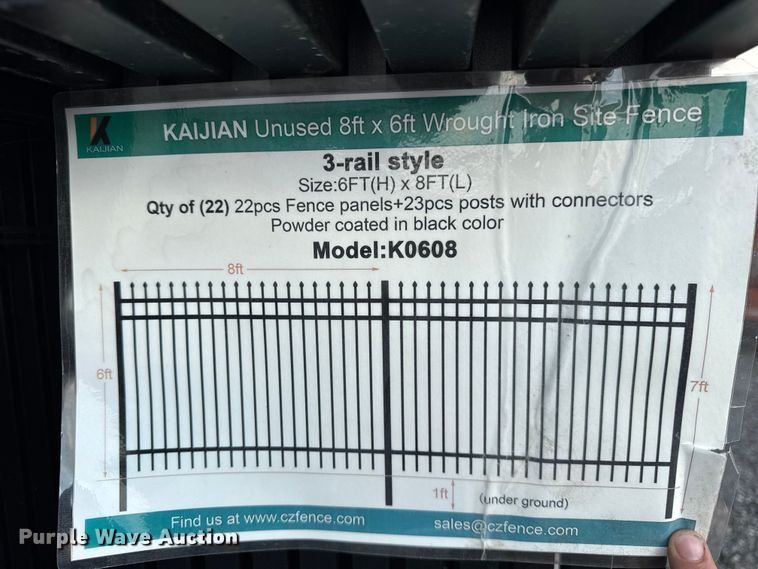 KAIJIAN
KAIJIAN Unused 8ft x 6ft Wrought Iron Site Fence
3-rail style
Size:6FT(H) x 8FT(L)
Qty of (22) 22pcs Fence panels+23pcs posts with connectors
Powder coated in black color
Model:K0608
8ft
6ft
7ft
1ft
(under ground)
Find us at www.czfence.com
sales@czfence.com
Purple Wave Auction